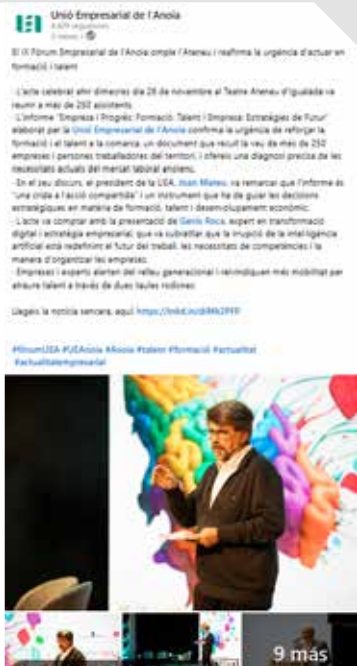 Unió Empresarial de l'Anoia
El IX Fòrum Empresarial de l'Anoia omple l'Ateneu i reafirma la urgència d'actuar en
formació i talent
- L'acte celebrat ahir dimecres dia 26 de novembre al Teatre Ateneu d'Igualada va
reunir a més de 250 assistents.
- L'informe "Empresa i Progrés: Formació, Talent i Empresa: Estratègies de Futur"
elaborat per la Unió Empresarial de l'Anoia confirma la urgència de reforçar la
formació i el talent a la comarca, un document que recull la veu de més de 250
empreses i persones treballadores del territori, i ofereix una diagnosi precisa de les
necessitats actuals del mercat laboral anoienc.
- En el seu discurs, el president de la UEA, Joan Mateu, va remarcar que l'informe és
"una crida a l'acció compartida" i un instrument que ha de guiar les decisions
estratègiques en matèria de formació, talent i desenvolupament econòmic.
- L'acte va comptar amb la presentació de Genís Roca, expert en transformació
digital i estratègia empresarial, que va subratllar que la irrupció de la intel·ligència
artificial està redefinint el futur del treball, les necessitats de competències i la
manera d'organitzar les empreses.
- Empreses i experts alerten del relleu generacional i reivindiquen més mobilitat per
atraure talent a través de dues taules rodones.
Llegeix la notícia sencera, aquí:
#fòrumUEA #UEAnoia #Anoia #talent #formació #actualitat
#actualitatempresarial
9 más